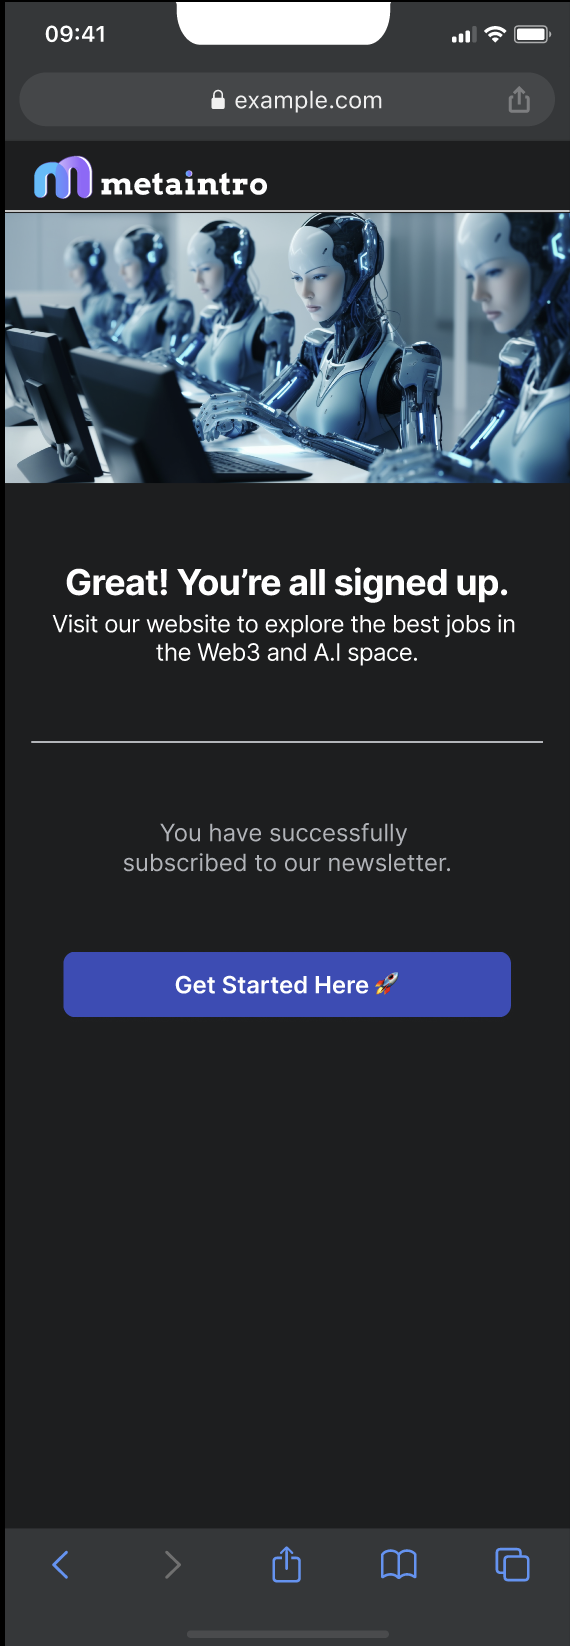 09:41
example.com
metaintro
Great! You’re all signed up.
Visit our website to explore the best jobs in
the Web3 and A.I space.
You have successfully
subscribed to our newsletter.
Get Started Here 🚀